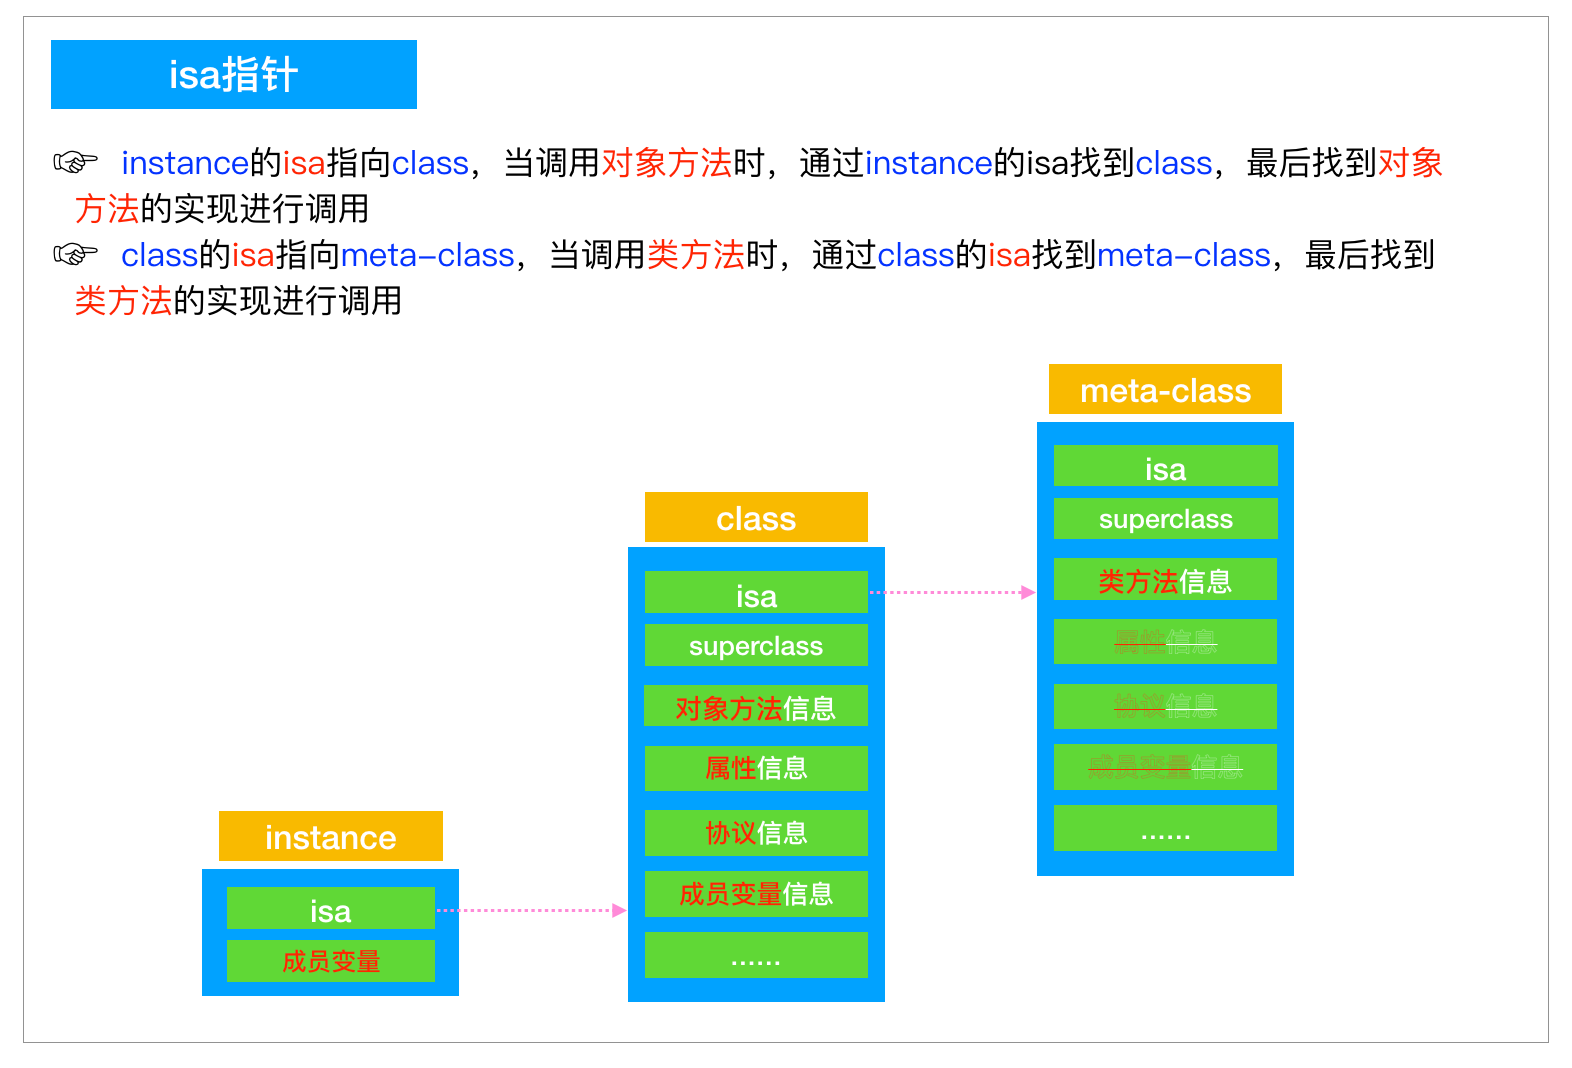 isa指针
☞ instance的isa指向class，当调用对象方法时，通过instance的isa找到class，最后找到对象
方法的实现进行调用
☞ class的isa指向meta-class，当调用类方法时，通过class的isa找到meta-class，最后找到
类方法的实现进行调用
instance
isa
成员变量
class
isa
superclass
对象方法信息
属性信息
协议信息
成员变量信息
......
meta-class
isa
superclass
类方法信息
属性信息
协议信息
成员变量信息
......